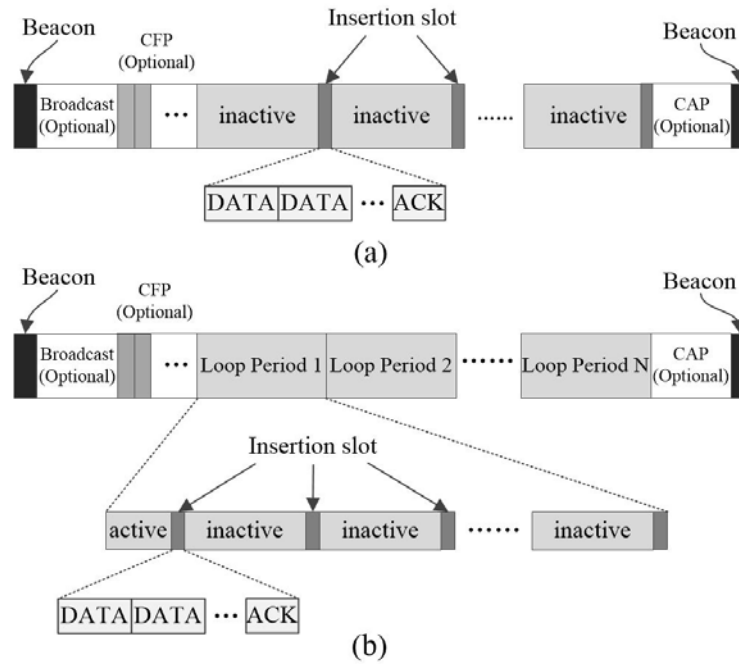 Beacon
CFP
(Optional)
Insertion slot
Beacon
Broadcast
(Optional)
...
inactive
inactive
......
inactive
CAP
(Optional)
DATA DATA ... ACK
(a)
Beacon
CFP
(Optional)
Beacon
Broadcast
(Optional)
...
Loop Period 1
Loop Period 2
......
Loop Period N
CAP
(Optional)
Insertion slot
active
inactive
inactive
......
inactive
DATA DATA ... ACK
(b)